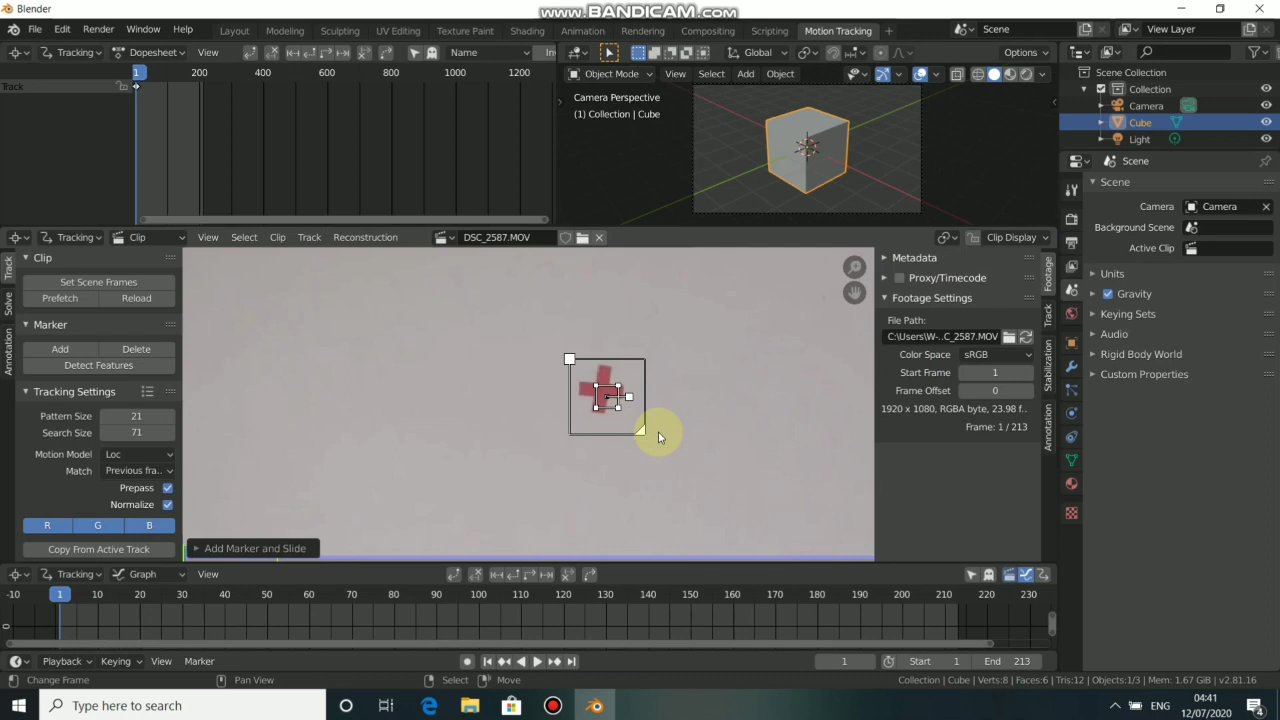 Blender
www.BANDICAM.com
File Edit Render Window Help Layout Modeling Sculpting UV Editing Texture Paint Shading Animation Rendering Compositing Scripting Motion Tracking + Scene View Layer
Tracking Dopesheet View Name In Global Options
1 200 400 600 800 1000 1200
Track
Object Mode View Select Add Object
Camera Perspective
(1) Collection | Cube
Scene Collection
Collection
Camera
Cube
Light
Scene
Scene
Camera Camera
Background Scene
Active Clip
Units
Gravity
Keying Sets
Audio
Rigid Body World
Custom Properties
Tracking Clip View Select Clip Track Reconstruction DSC_2587.MOV Clip Display
Track
Solve
Annotation
Clip
Set Scene Frames
Prefetch Reload
Marker
Add Delete
Detect Features
Tracking Settings
Pattern Size 21
Search Size 71
Motion Model Loc
Match Previous fra..
Prepass
Normalize
R G B
Copy From Active Track
Add Marker and Slide
Metadata
Proxy/Timecode
Footage Settings
File Path:
C:\Users\W-..C_2587.MOV
Color Space sRGB
Start Frame 1
Frame Offset 0
1920 x 1080, RGBA byte, 23.98 f..
Frame: 1 / 213
Footage
Track
Stabilization
Annotation
Tracking Graph View
-10 1 10 20 30 40 50 60 70 80 90 100 110 120 130 140 150 160 170 180 190 200 210 220 230
0
Playback Keying View Marker 1 Start 1 End 213
Change Frame Pan View Select Move Collection | Cube | Verts:8 | Faces:6 | Tris:12 | Objects:1/3 | Mem: 1.67 GiB | v2.81.16
Type here to search
ENG
04:41
12/07/2020
4